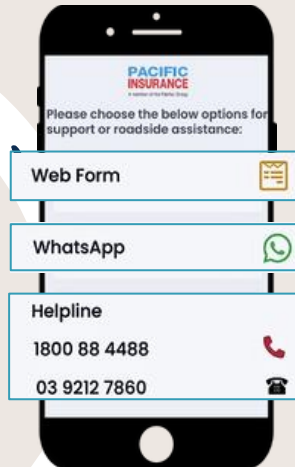 PACIFIC
INSURANCE
Please choose the below options for
support or roadside assistance:
Web Form
WhatsApp
Helpline
1800 88 4488
03 9212 7860